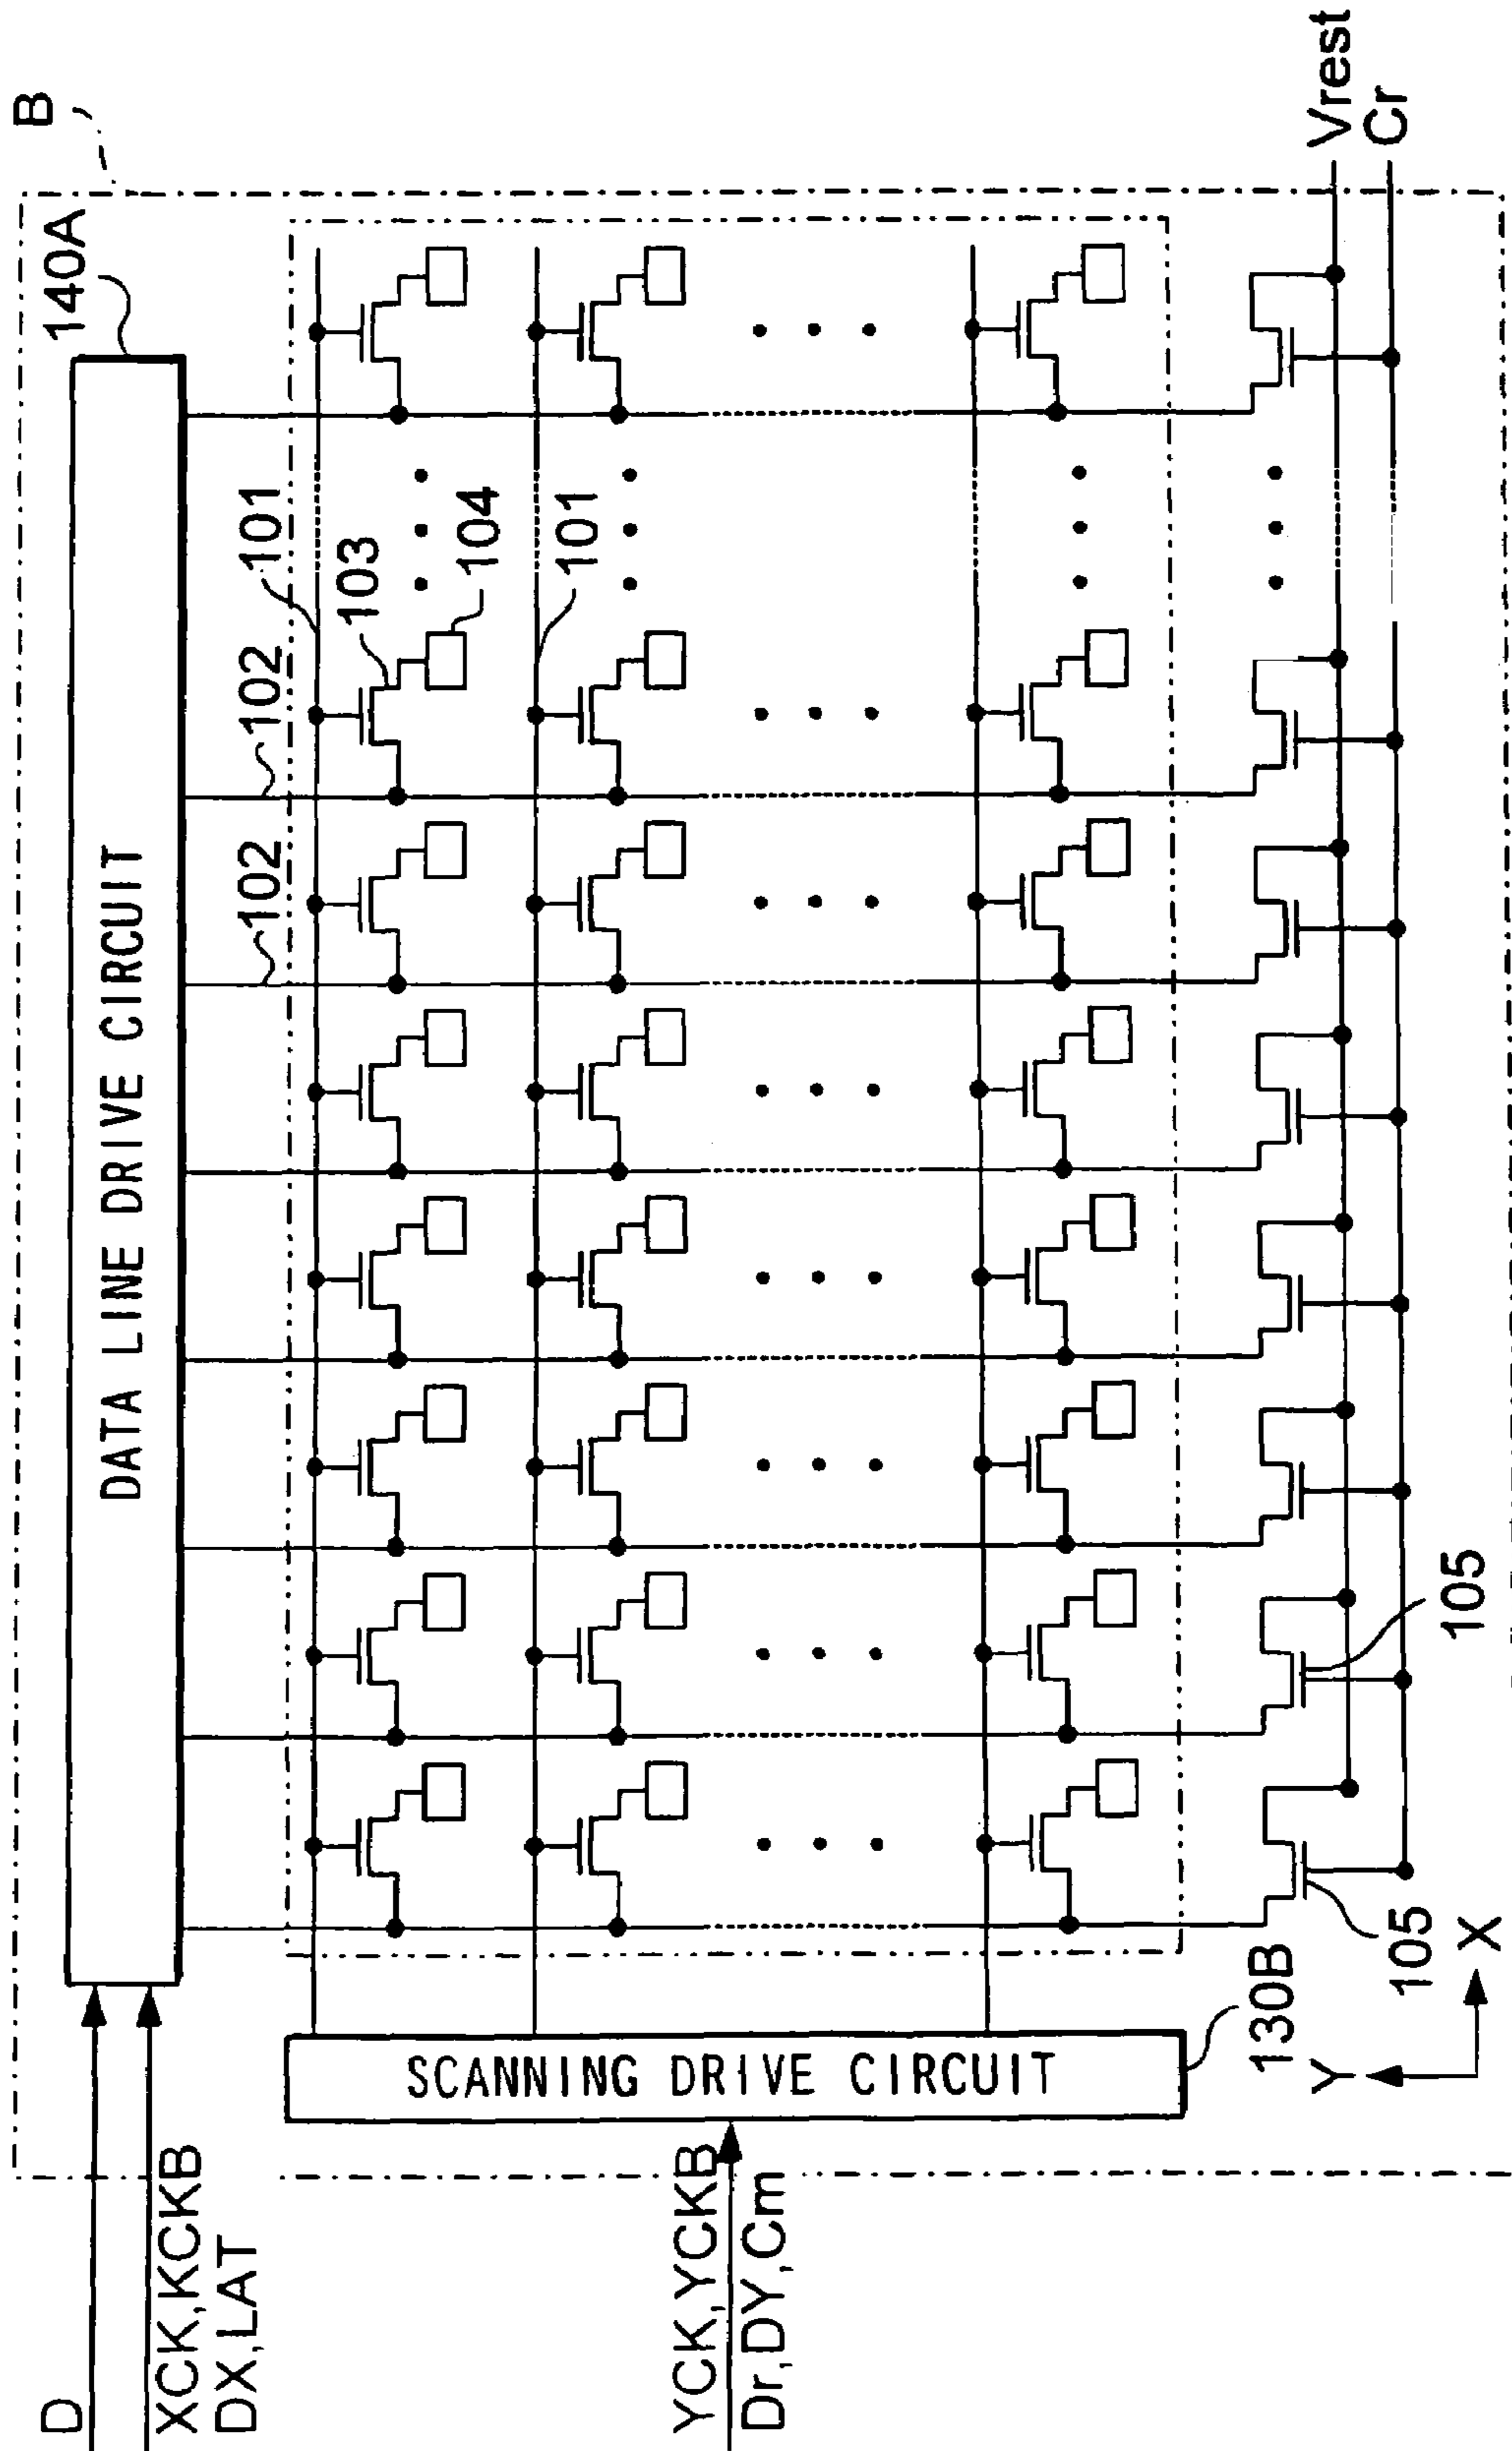 B
140A
DATA LINE DRIVE CIRCUIT
D
XCK,KCKB
DX,LAT
102
102
101
103
104
101
YCK,YCKB
Dr,DY,Cm
SCANNING DRIVE CIRCUIT
130B
Vrest
Cr
105
105
Y
X